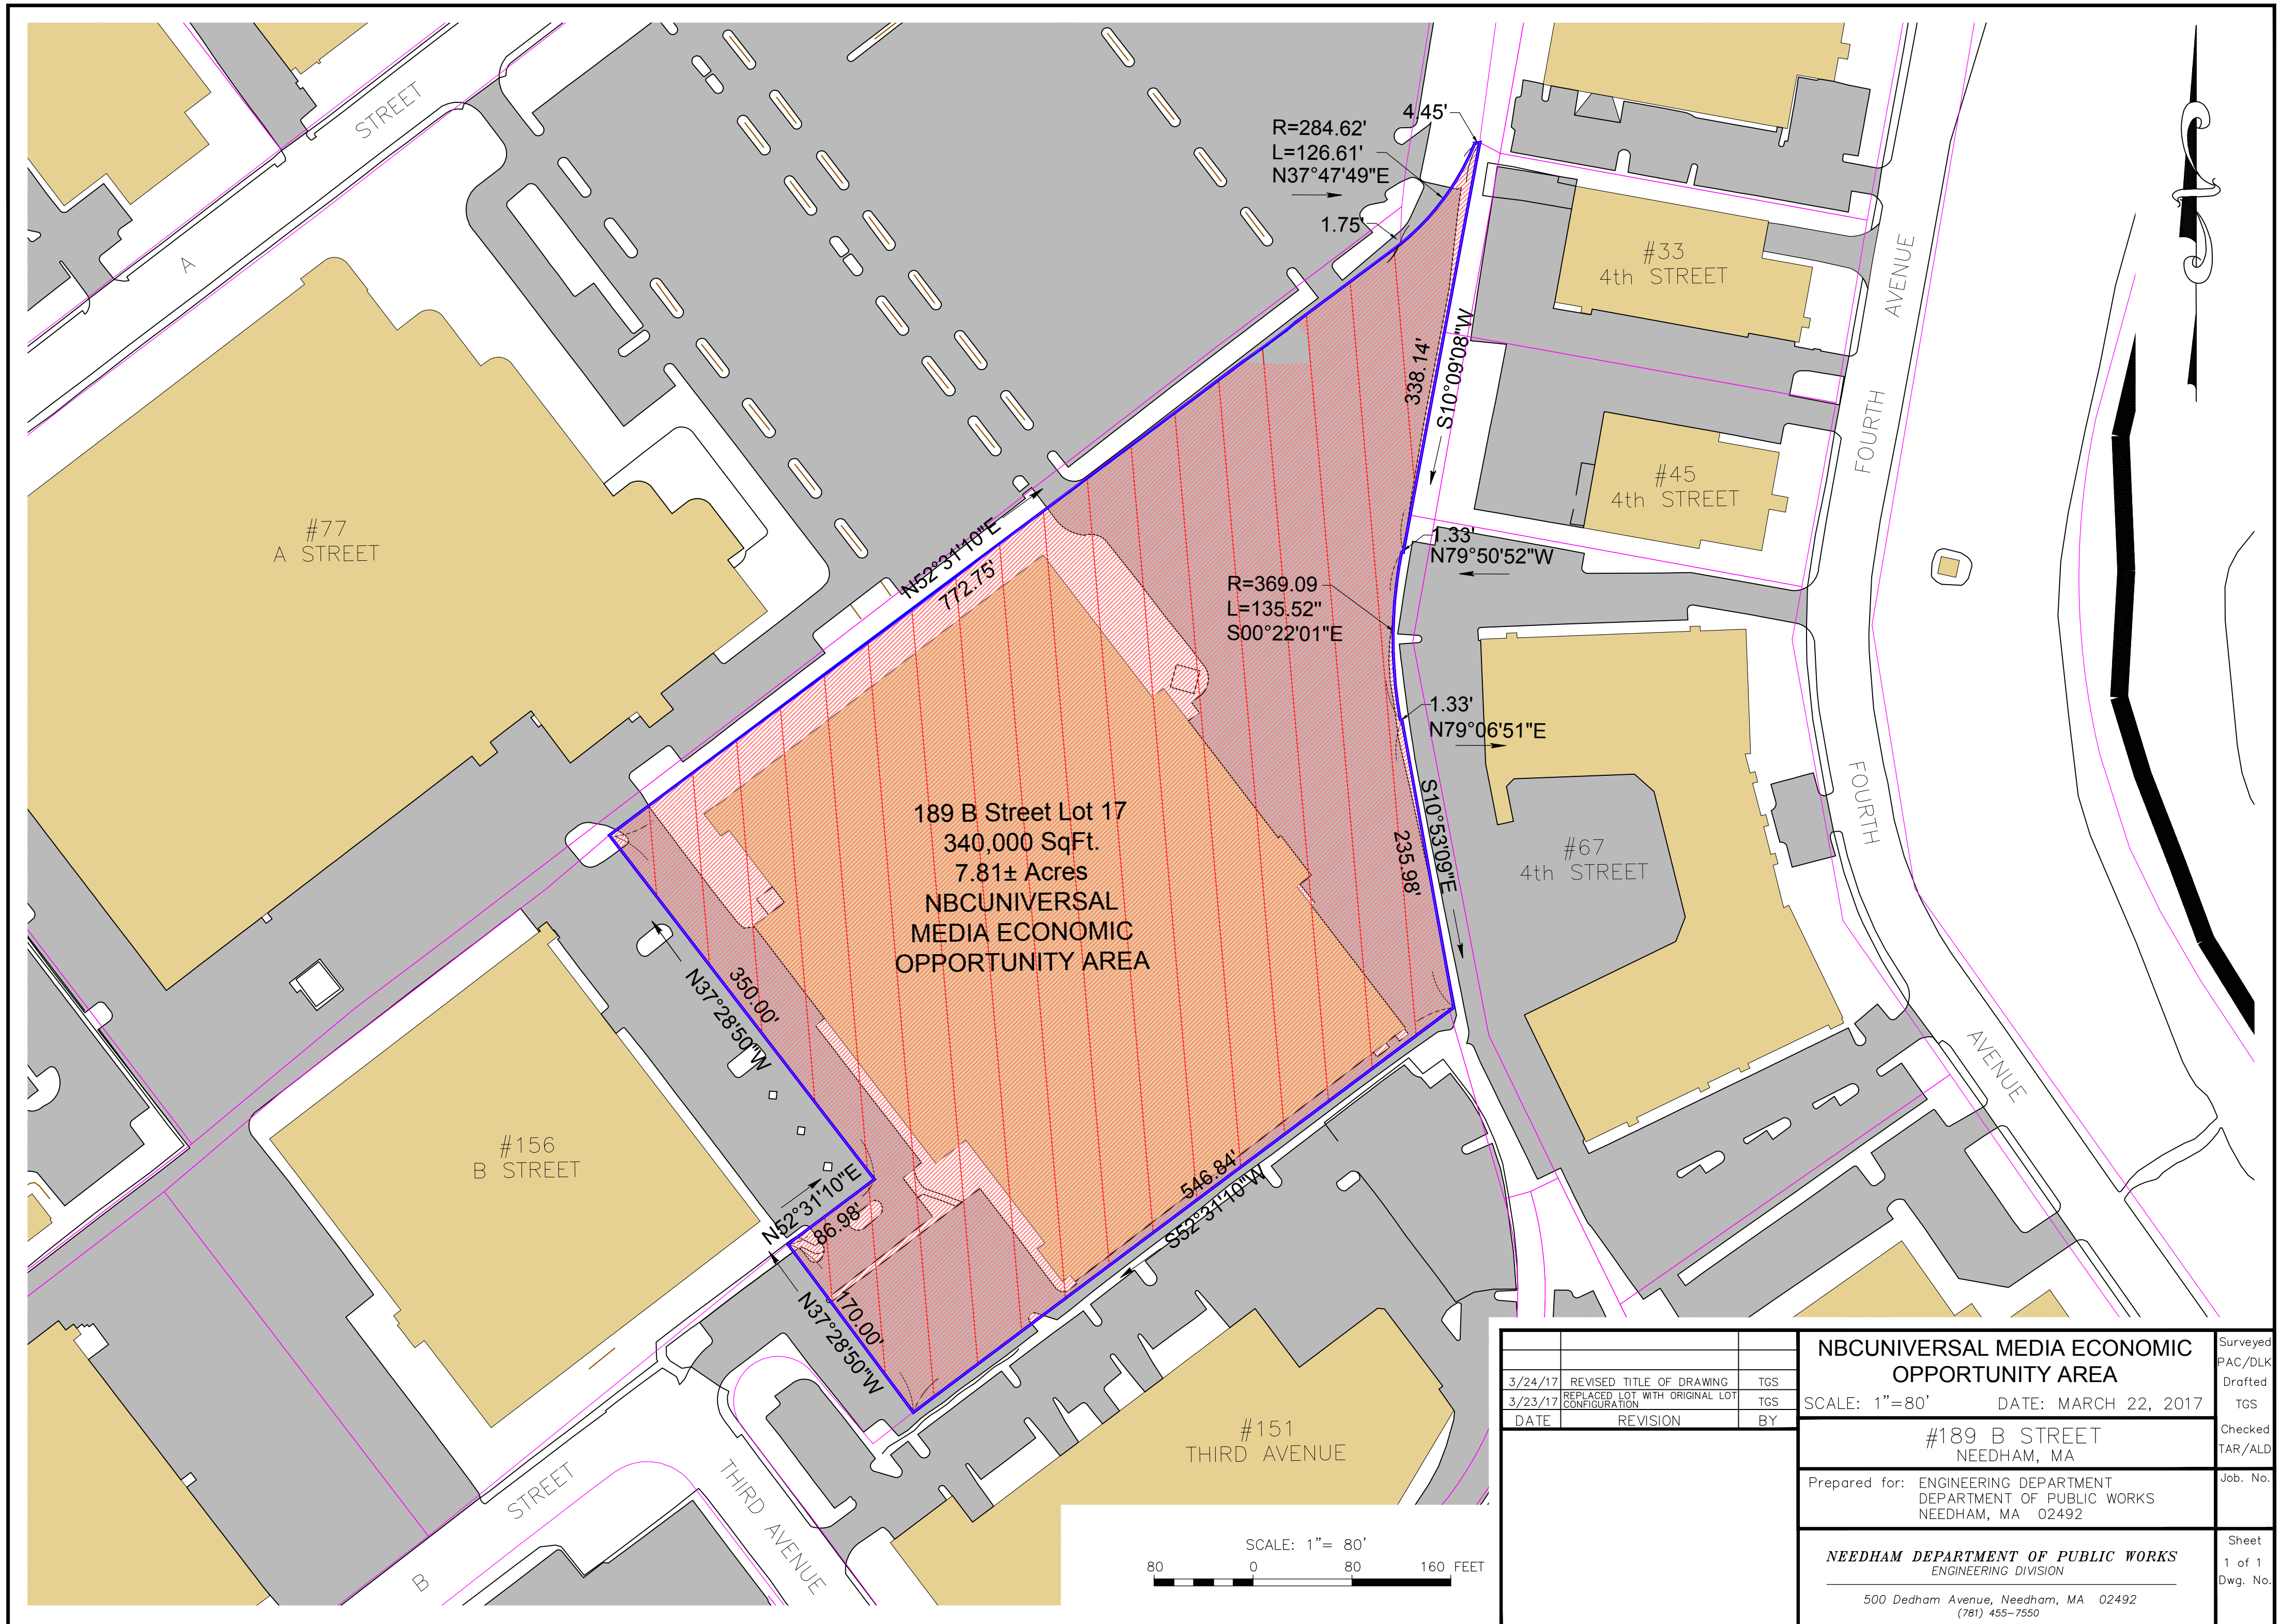 STREET
A
R=284.62'
L=126.61'
N37°47'49"E
4.45'
1.75'
#33
4th STREET
AVENUE
FOURTH
338.14'
S10°09'08"W
#45
4th STREET
#77
A STREET
N52°31'10"E
772.75'
1.33'
N79°50'52"W
R=369.09
L=135.52"
S00°22'01"E
1.33'
N79°06'51"E
S10°53'09"E
235.98'
FOURTH
AVENUE
#67
4th STREET
189 B Street Lot 17
340,000 SqFt.
7.81± Acres
NBCUNIVERSAL
MEDIA ECONOMIC
OPPORTUNITY AREA
350.00'
N37°28'50"W
#156
B STREET
N52°31'10"E
86.98'
546.84'
S52°31'10"W
170.00'
N37°28'50"W
#151
THIRD AVENUE
STREET
B
THIRD AVENUE
SCALE: 1"= 80'
80 0 80 160 FEET
3/24/17 REVISED TITLE OF DRAWING TGS
3/23/17 REPLACED LOT WITH ORIGINAL LOT CONFIGURATION TGS
DATE REVISION BY
NBCUNIVERSAL MEDIA ECONOMIC
OPPORTUNITY AREA
SCALE: 1"=80' DATE: MARCH 22, 2017
#189 B STREET
NEEDHAM, MA
Prepared for: ENGINEERING DEPARTMENT
DEPARTMENT OF PUBLIC WORKS
NEEDHAM, MA 02492
NEEDHAM DEPARTMENT OF PUBLIC WORKS
ENGINEERING DIVISION
500 Dedham Avenue, Needham, MA 02492
(781) 455-7550
Surveyed
PAC/DLK
Drafted
TGS
Checked
TAR/ALD
Job. No.
Sheet
1 of 1
Dwg. No.